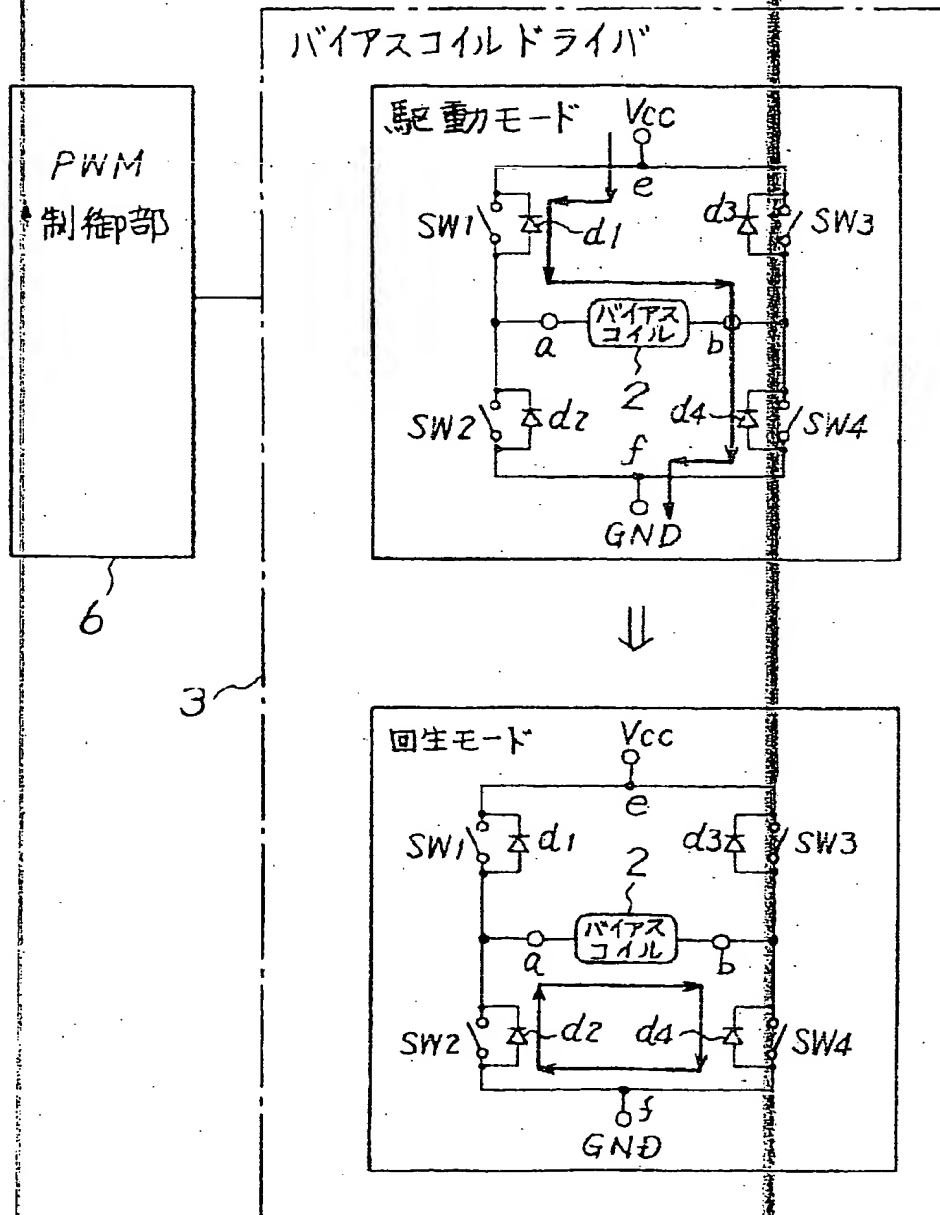 バイアスコイルドライバ
PWM
制御部
6
3
駆動モード
Vcc
e
SW1
d1
d3
SW3
a
バイアス
コイル
b
2
SW2
d2
d4
SW4
f
GND
⇓
回生モード
Vcc
e
SW1
d1
2
d3
SW3
a
バイアス
コイル
b
SW2
d2
d4
SW4
f
GND